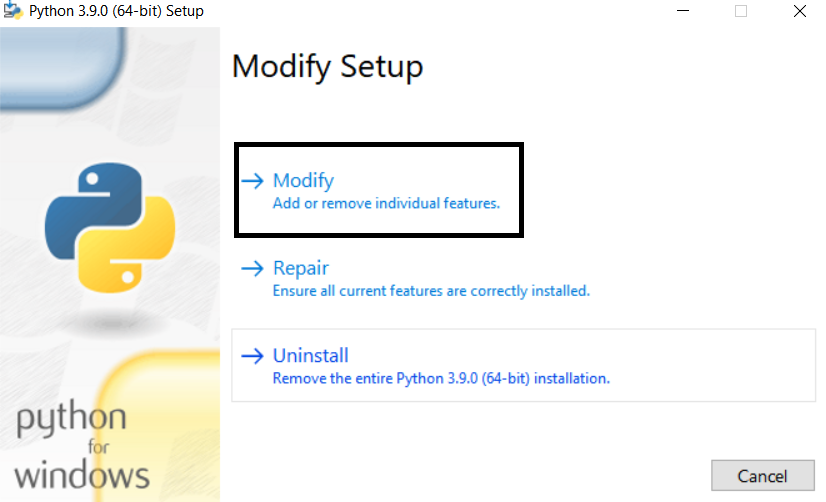 Python 3.9.0 (64-bit) Setup
Modify Setup
Modify
Add or remove individual features.
Repair
Ensure all current features are correctly installed.
Uninstall
Remove the entire Python 3.9.0 (64-bit) installation.
python
for
windows
Cancel